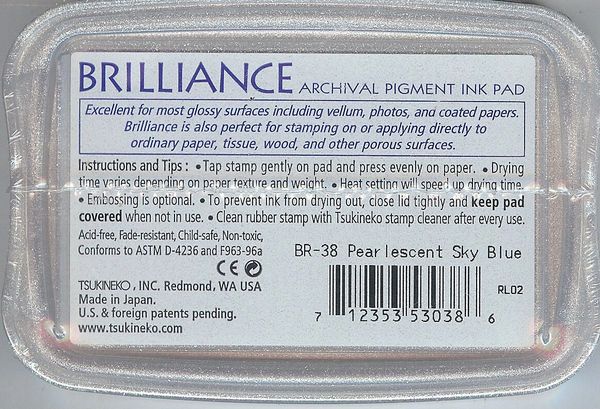 BRILLIANCE ARCHIVAL PIGMENT INK PAD
Excellent for most glossy surfaces including vellum, photos, and coated papers.
Brilliance is also perfect for stamping on or applying directly to
ordinary paper, tissue, wood, and other porous surfaces.
Instructions and Tips : • Tap stamp gently on pad and press evenly on paper. • Drying
time varies depending on paper texture and weight. • Heat setting will speed up drying time.
• Embossing is optional. • To prevent ink from drying out, close lid tightly and keep pad
covered when not in use. • Clean rubber stamp with Tsukineko stamp cleaner after every use.
Acid-free, Fade-resistant, Child-safe, Non-toxic,
Conforms to ASTM D-4236 and F963-96a
CE
TSUKINEKO, INC. Redmond, WA USA
Made in Japan.
U.S. & foreign patents pending.
www.tsukineko.com
BR-38 Pearlescent Sky Blue
RL02
7 12353 53038 6